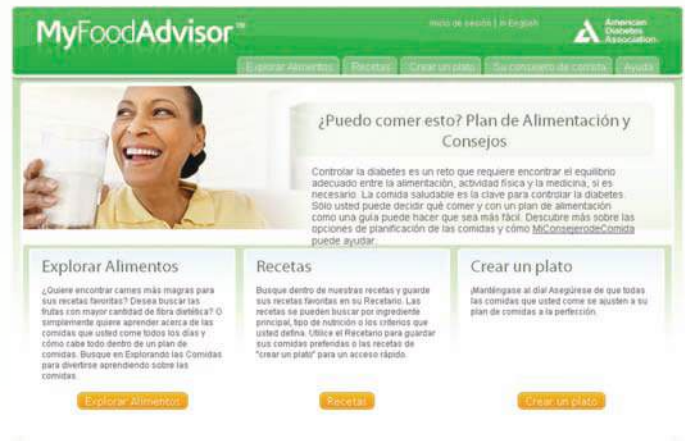 MyFoodAdvisor™
Inicio de sesión | In English
American
Diabetes
Association
Explorar Alimentos Recetas Crear un plato Su consejero de comida Ayuda
¿Puedo comer esto? Plan de Alimentación y
Consejos
Controlar la diabetes es un reto que requiere encontrar el equilibrio
adecuado entre la alimentación, actividad física y la medicina, si es
necesario. La comida saludable es la clave para controlar la diabetes.
Sólo usted puede decidir qué comer y con un plan de alimentación
como una guía puede hacer que sea más fácil. Descubre más sobre las
opciones de planificación de las comidas y cómo MiConsejerodeComida
puede ayudar.
Explorar Alimentos
¿Quiere encontrar carnes más magras para
sus recetas favoritas? Desea buscar las
frutas con mayor cantidad de fibra dietética? O
simplemente quiere aprender acerca de las
comidas que usted come todos los días y
cómo cabe todo dentro de un plan de
comidas. Busque en Explorando las Comidas
para divertirse aprendiendo sobre las
comidas.
Explorar Alimentos
Recetas
Busque dentro de nuestras recetas y guarde
sus recetas favoritas en su Recetario. Las
recetas se pueden buscar por ingrediente
principal, tipo de nutrición o los criterios que
usted defina. Utilice el Recetario para guardar
sus comidas preferidas o las recetas de
"crear un plato" para un acceso rápido.
Recetas
Crear un plato
¡Manténgase al día! Asegúrese de que todas
las comidas que usted come se ajusten a su
plan de comidas a la perfección.
Crear un plato